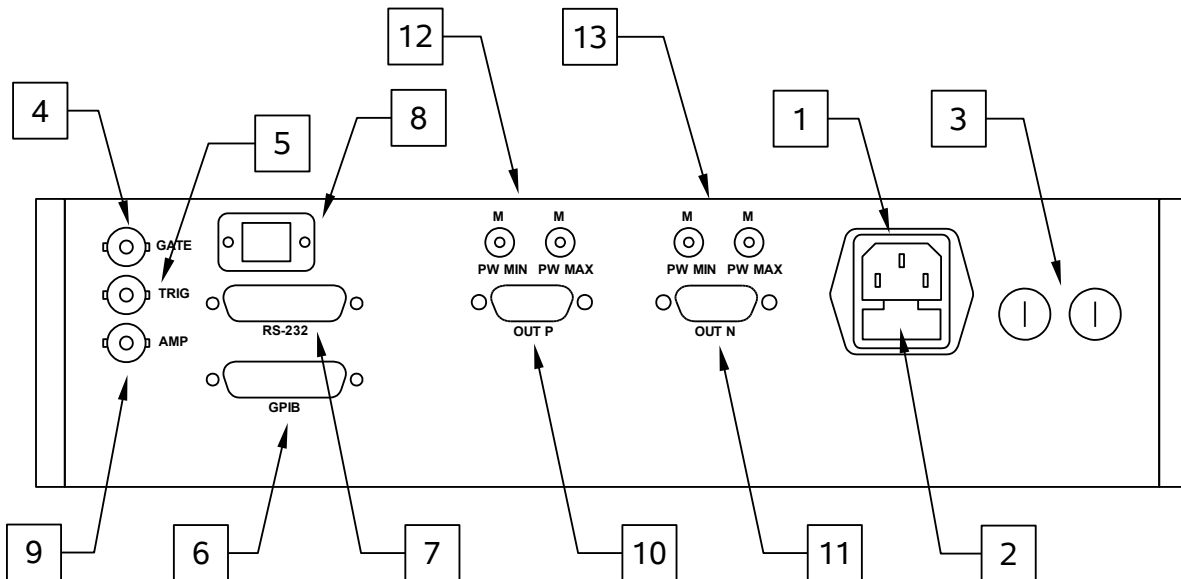 12
13
4
5
8
1
3
M
M
M
M
GATE
PW MIN
PW MAX
PW MIN
PW MAX
TRIG
RS-232
OUT P
OUT N
AMP
GPIB
9
6
7
10
11
2